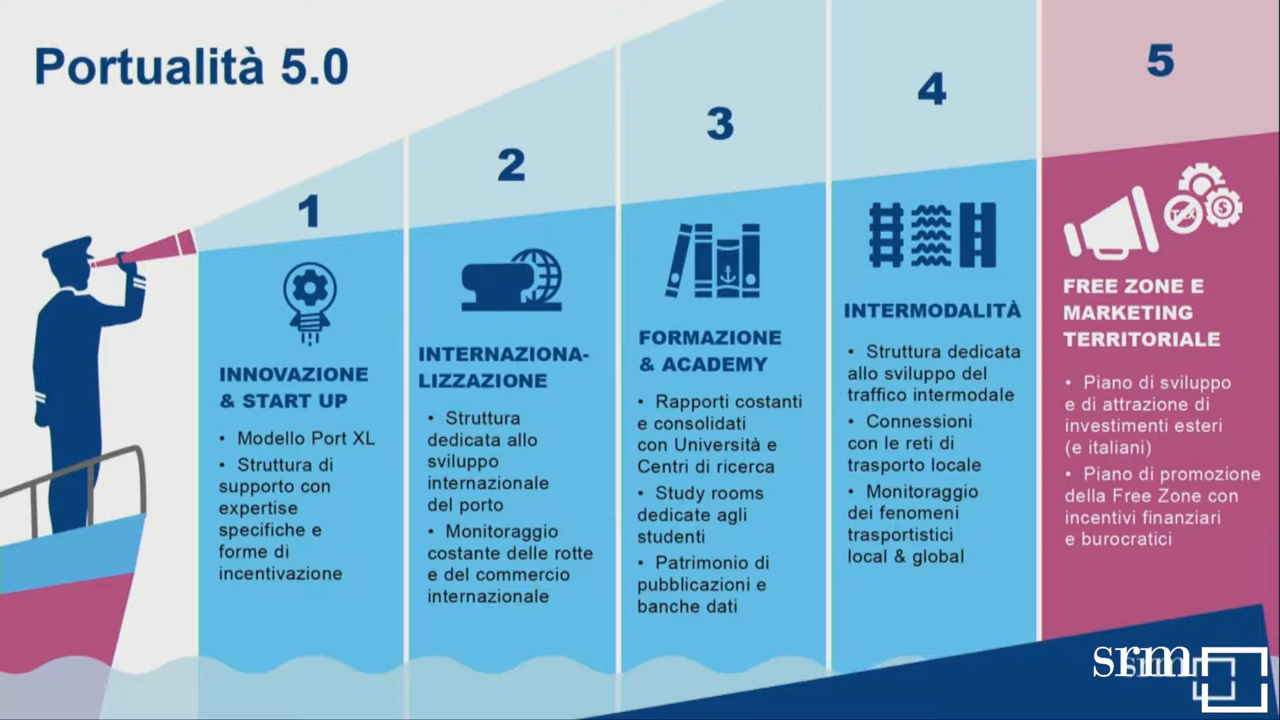 Portualità 5.0
1
INNOVAZIONE
& START UP
• Modello Port XL
• Struttura di
supporto con
expertise
specifiche e
forme di
incentivazione
2
INTERNAZIONA-
LIZZAZIONE
• Struttura
dedicata allo
sviluppo
internazionale
del porto
• Monitoraggio
costante delle rotte
e del commercio
internazionale
3
FORMAZIONE
& ACADEMY
• Rapporti costanti
e consolidati
con Università e
Centri di ricerca
• Study rooms
dedicate agli
studenti
• Patrimonio di
pubblicazioni e
banche dati
4
INTERMODALITÀ
• Struttura dedicata
allo sviluppo del
traffico intermodale
• Connessioni
con le reti di
trasporto locale
• Monitoraggio
dei fenomeni
trasportistici
local & global
5
TAX
$
FREE ZONE E
MARKETING
TERRITORIALE
• Piano di sviluppo
e di attrazione di
investimenti esteri
(e italiani)
• Piano di promozione
della Free Zone con
incentivi finanziari
e burocratici
srm
srm